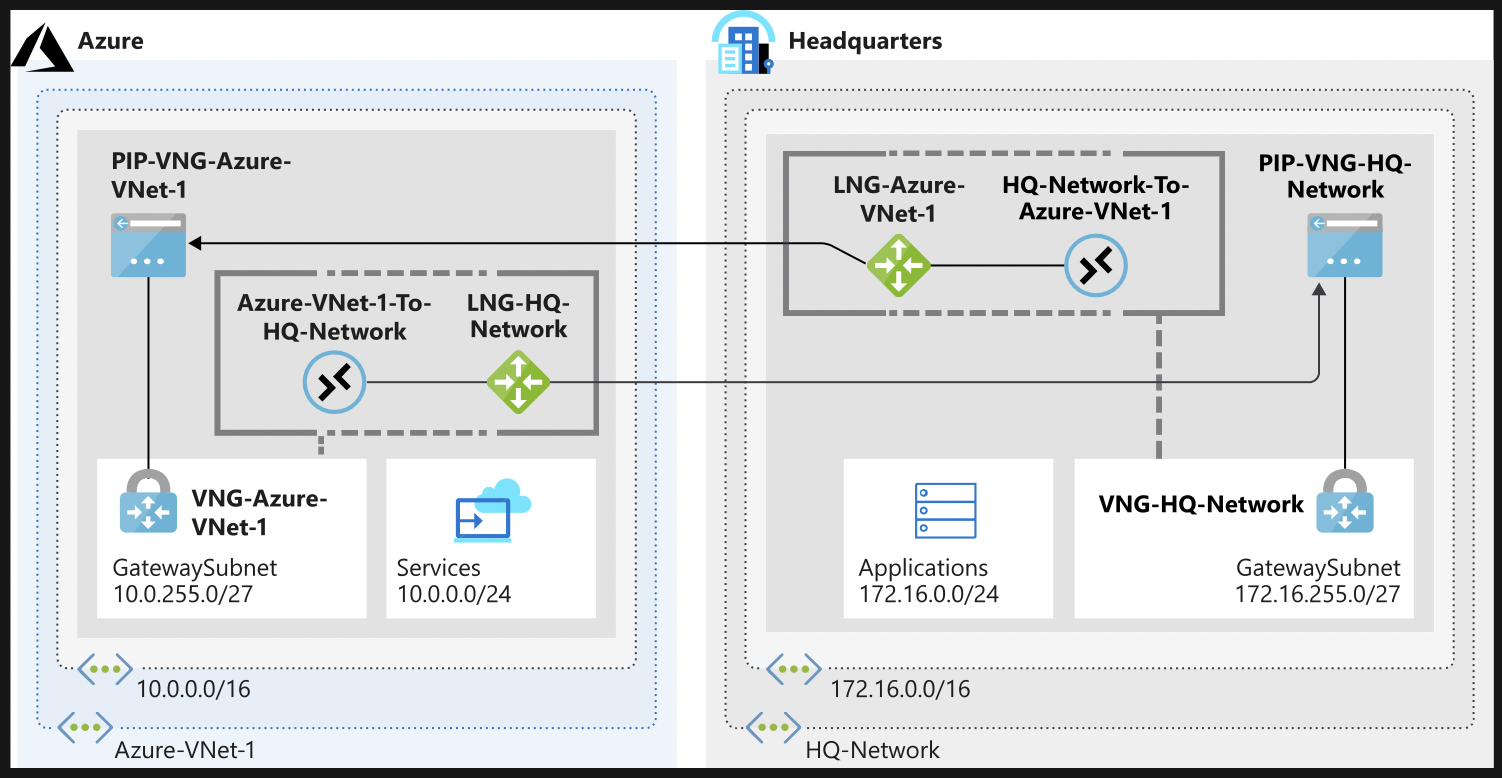 Azure
PIP-VNG-Azure-
VNet-1
Azure-VNet-1-To-
HQ-Network
LNG-HQ-
Network
VNG-Azure-
VNet-1
GatewaySubnet
10.0.255.0/27
Services
10.0.0.0/24
10.0.0.0/16
Azure-VNet-1
Headquarters
LNG-Azure-
VNet-1
HQ-Network-To-
Azure-VNet-1
PIP-VNG-HQ-
Network
Applications
172.16.0.0/24
VNG-HQ-Network
GatewaySubnet
172.16.255.0/27
172.16.0.0/16
HQ-Network